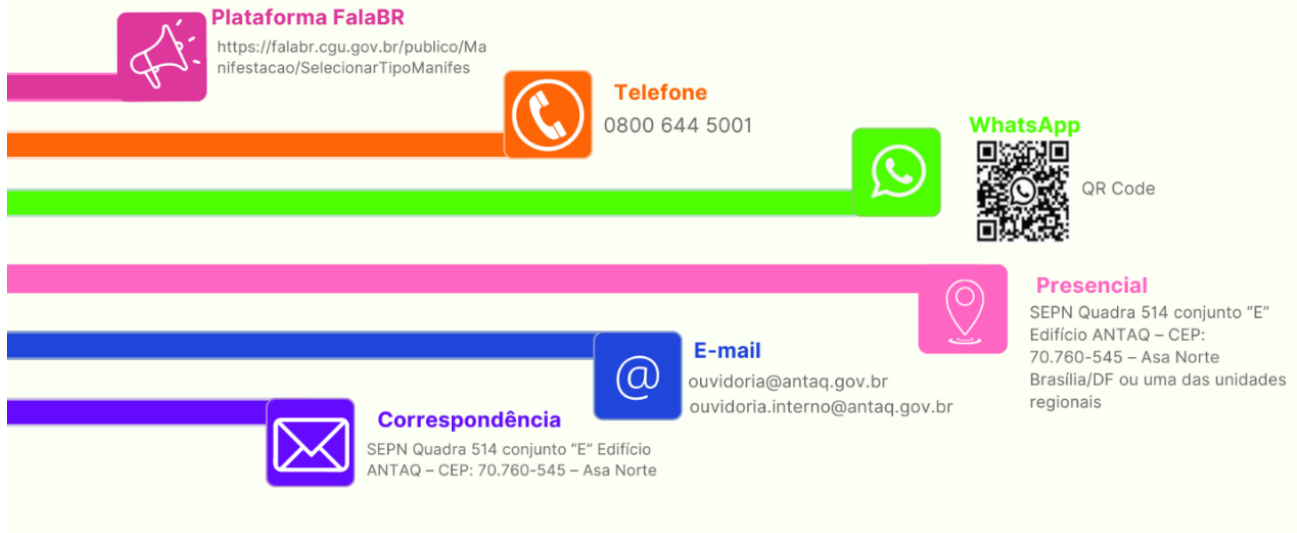 Plataforma FalaBR
https://falabr.cgu.gov.br/publico/Ma
nifestacao/SelecionarTipoManifes
Telefone
0800 644 5001
WhatsApp
QR Code
Presencial
SEPN Quadra 514 conjunto “E”
Edifício ANTAQ – CEP:
70.760-545 – Asa Norte
Brasília/DF ou uma das unidades
regionais
E-mail
@
ouvidoria@antaq.gov.br
ouvidoria.interno@antaq.gov.br
Correspondência
SEPN Quadra 514 conjunto “E” Edifício
ANTAQ – CEP: 70.760-545 – Asa Norte